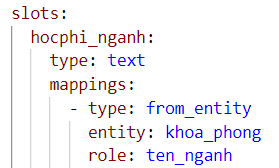 slots:
hocphi_nganh:
type: text
mappings:
- type: from_entity
entity: khoa_phong
role: ten_nganh